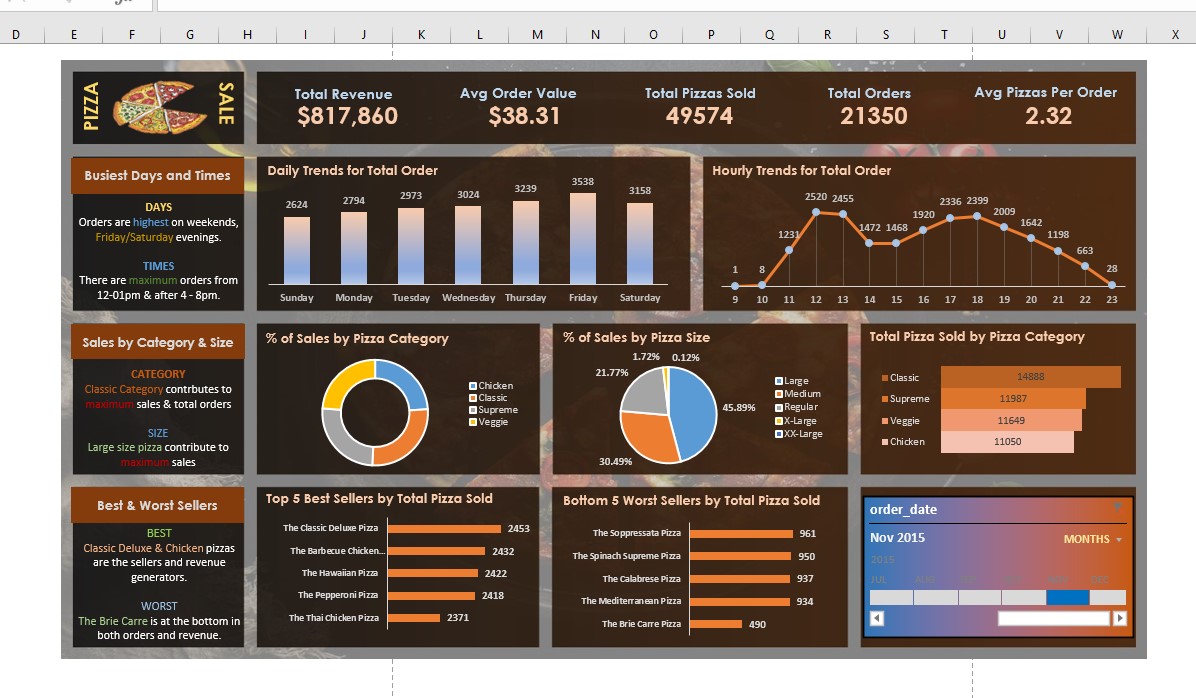 D E F G H I J K L M N O P Q R S T U V W X
PIZZA
SALE
Total Revenue
$817,860
Avg Order Value
$38.31
Total Pizzas Sold
49574
Total Orders
21350
Avg Pizzas Per Order
2.32
Busiest Days and Times
DAYS
Orders are highest on weekends,
Friday/Saturday evenings.
TIMES
There are maximum orders from
12-01pm & after 4 - 8pm.
Daily Trends for Total Order
2624 2794 2973 3024 3239 3538 3158
Sunday Monday Tuesday Wednesday Thursday Friday Saturday
Hourly Trends for Total Order
1 8 1231 2520 2455 1472 1468 1920 2336 2399 2009 1642 1198 663 28
9 10 11 12 13 14 15 16 17 18 19 20 21 22 23
Sales by Category & Size
CATEGORY
Classic Category contrbutes to
maximum sales & total orders
SIZE
Large size pizza contribute to
maximum sales
% of Sales by Pizza Category
Chicken
Classic
Supreme
Veggie
% of Sales by Pizza Size
1.72% 0.12%
21.77%
45.89%
30.49%
Large
Medium
Regular
X-Large
XX-Large
Total Pizza Sold by Pizza Category
Classic 14888
Supreme 11987
Veggie 11649
Chicken 11050
Best & Worst Sellers
BEST
Classic Deluxe & Chicken pizzas
are the sellers and revenue
generators.
WORST
The Brie Carre is at the bottom in
both orders and revenue.
Top 5 Best Sellers by Total Pizza Sold
The Classic Deluxe Pizza 2453
The Barbecue Chicken... 2432
The Hawaiian Pizza 2422
The Pepperoni Pizza 2418
The Thai Chicken Pizza 2371
Bottom 5 Worst Sellers by Total Pizza Sold
The Soppressata Pizza 961
The Spinach Supreme Pizza 950
The Calabrese Pizza 937
The Mediterranean Pizza 934
The Brie Carre Pizza 490
order_date
Nov 2015 MONTHS
2015
JUL AUG DEC